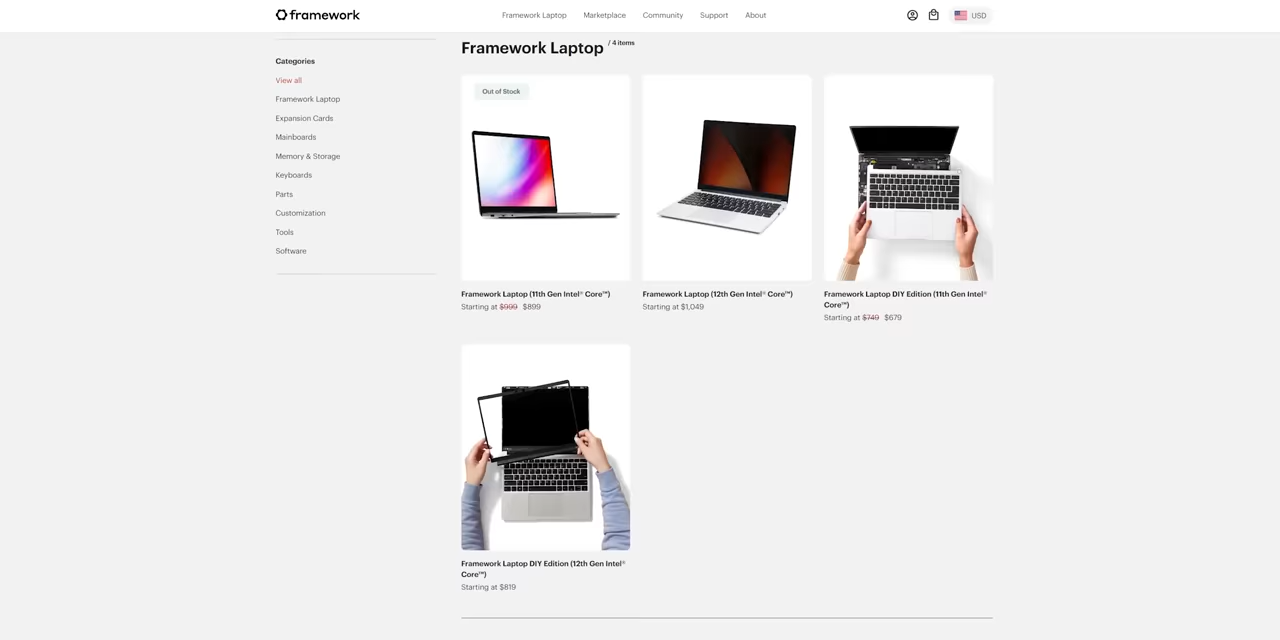 framework
Framework Laptop
Marketplace
Community
Support
About
USD
Categories
View all
Framework Laptop
Expansion Cards
Mainboards
Memory & Storage
Keyboards
Parts
Customization
Tools
Software
Framework Laptop / 4 items
Out of Stock
Framework Laptop (11th Gen Intel® Core™)
Starting at $999 $899
Framework Laptop (12th Gen Intel® Core™)
Starting at $1,049
Framework Laptop DIY Edition (11th Gen Intel®
Core™)
Starting at $749 $679
Framework Laptop DIY Edition (12th Gen Intel®
Core™)
Starting at $819